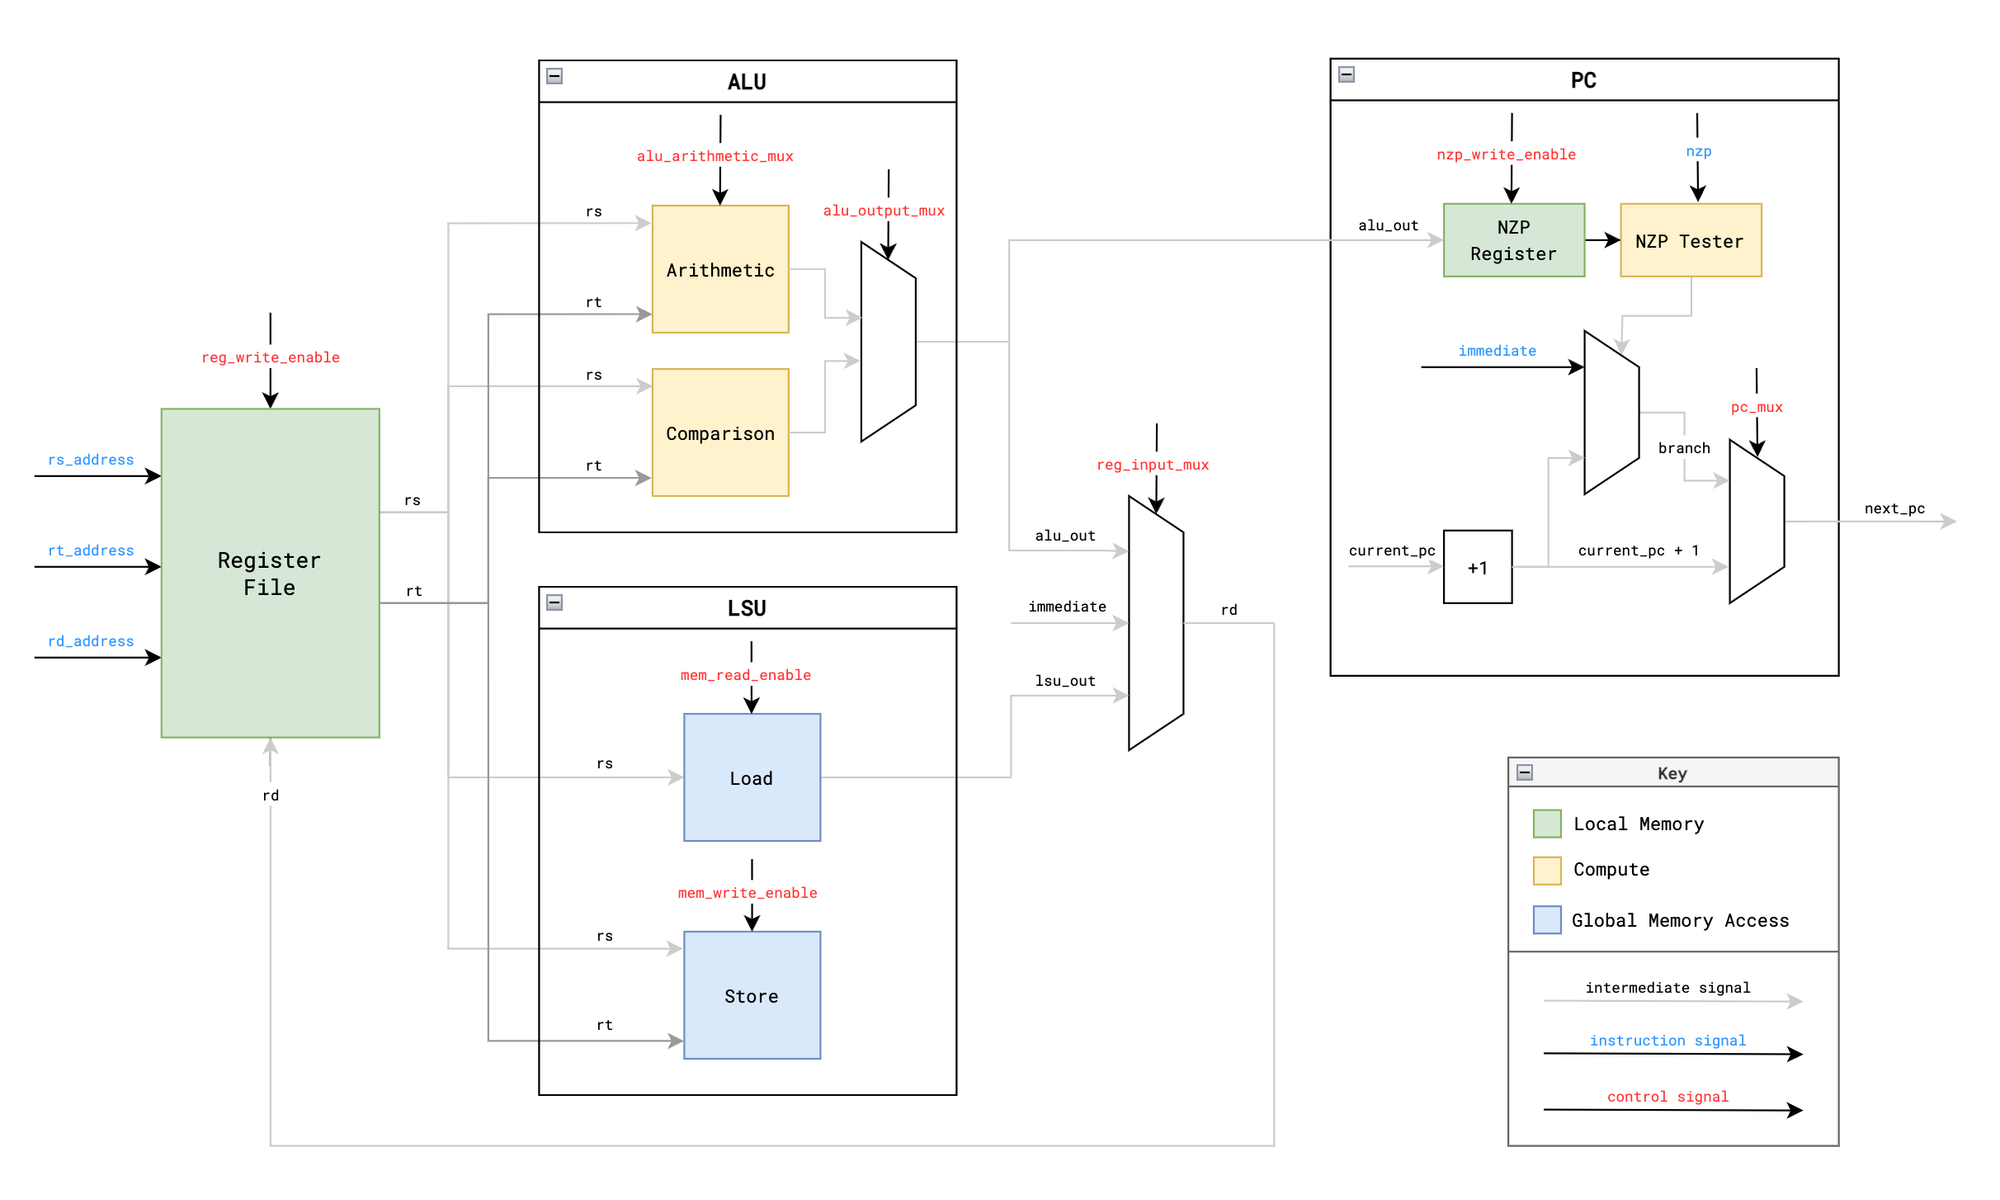 ALU
alu_arithmetic_mux
alu_output_mux
rs
Arithmetic
rt
rs
Comparison
rt
reg_write_enable
rs_address
rt_address
rd_address
Register
File
rs
rt
rd
LSU
mem_read_enable
rs
Load
mem_write_enable
rs
Store
rt
reg_input_mux
alu_out
immediate
lsu_out
rd
PC
nzp_write_enable
nzp
alu_out
NZP
Register
NZP Tester
immediate
pc_mux
branch
current_pc
+1
current_pc + 1
next_pc
Key
Local Memory
Compute
Global Memory Access
intermediate signal
instruction signal
control signal